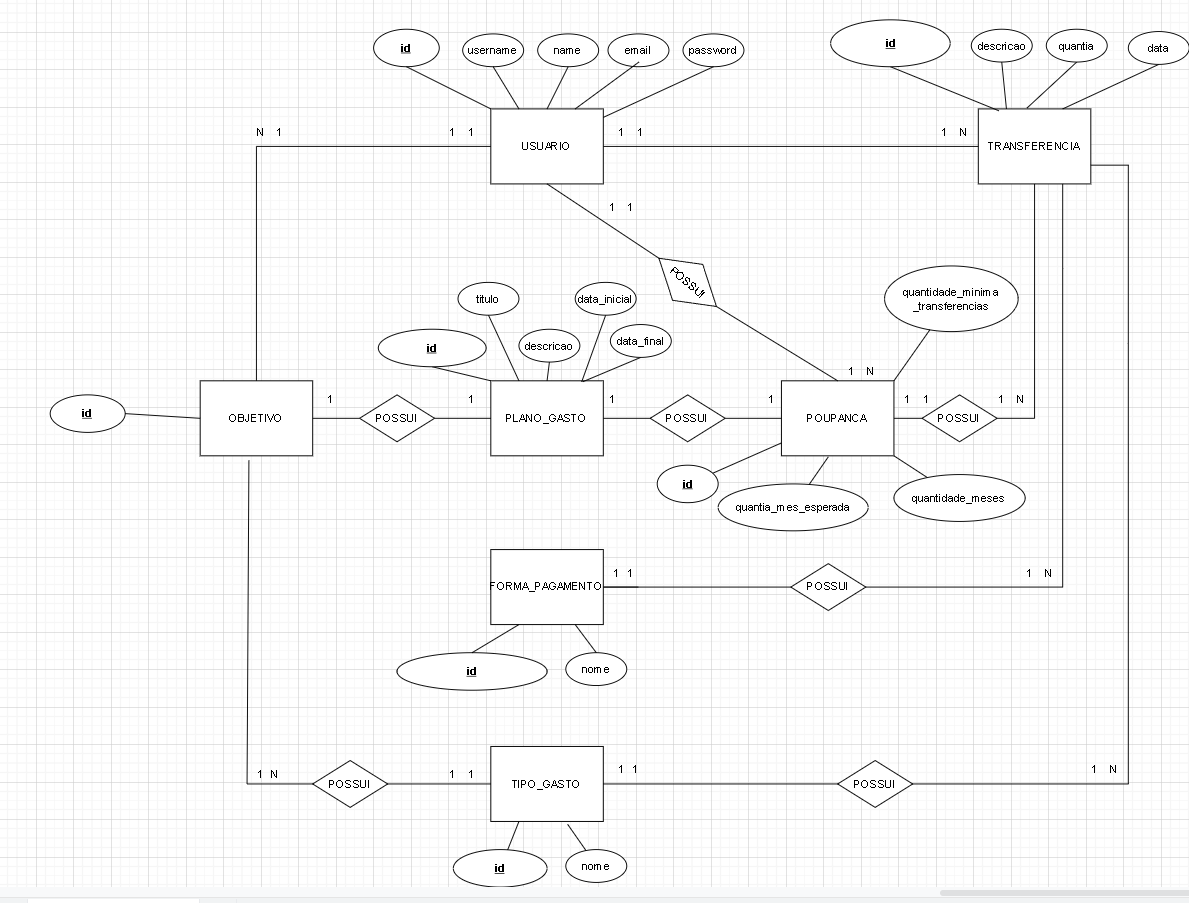 id
username
name
email
password
id
descricao
quantia
data
N 1
1 1
USUARIO
1 1
1 N
TRANSFERENCIA
1 1
POSSUI
titulo
data_inicial
quantidade_minima
_transferencias
id
descricao
data_final
1 N
id
OBJETIVO
1
POSSUI
1
PLANO_GASTO
1
POSSUI
1
POUPANCA
1 1
POSSUI
1 N
id
quantia_mes_esperada
quantidade_meses
FORMA_PAGAMENTO
1 1
POSSUI
1 N
id
nome
1 N
POSSUI
1 1
TIPO_GASTO
1 1
POSSUI
1 N
id
nome